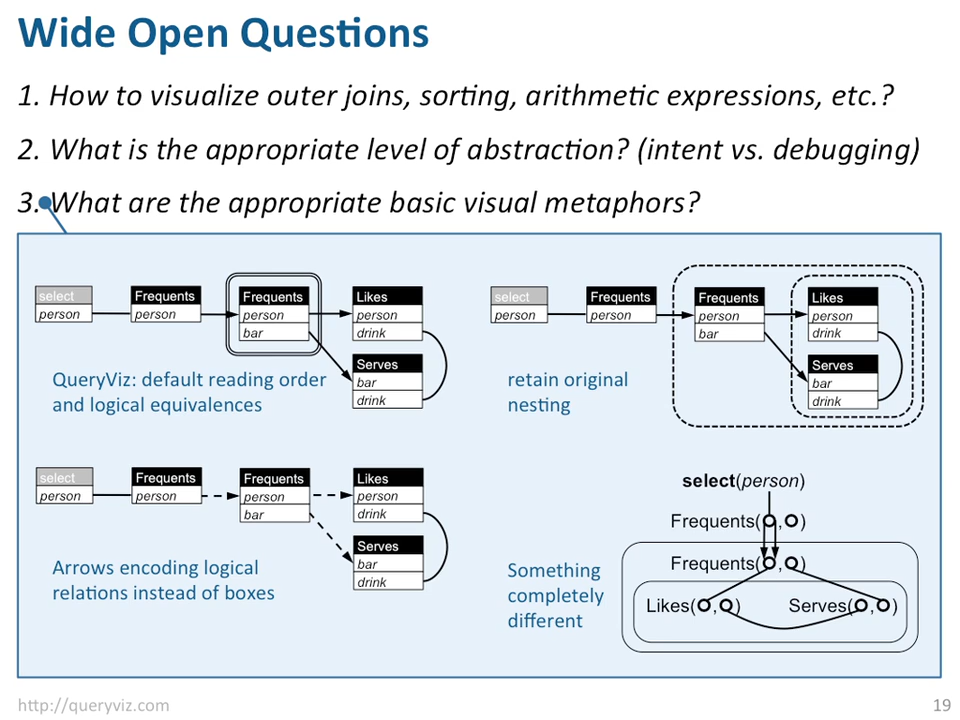 Wide Open Questions
1. How to visualize outer joins, sorting, arithmetic expressions, etc.?
2. What is the appropriate level of abstraction? (intent vs. debugging)
3. What are the appropriate basic visual metaphors?
select
person
Frequents
person
Frequents
person
bar
Likes
person
drink
Serves
bar
drink
QueryViz: default reading order
and logical equivalences
select
person
Frequents
person
Frequents
person
bar
Likes
person
drink
Serves
bar
drink
retain original
nesting
select
person
Frequents
person
Frequents
person
bar
Likes
person
drink
Serves
bar
drink
Arrows encoding logical
relations instead of boxes
select(person)
Frequents( , )
Frequents( , )
Likes( , ) Serves( , )
Something
completely
different
http://queryviz.com
19